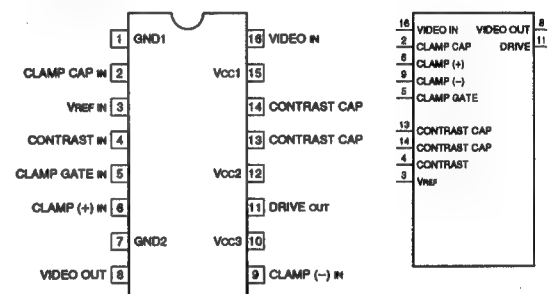 1 GND1
16 VIDEO IN
CLAMP CAP IN 2
Vcc1 15
VREF IN 3
14 CONTRAST CAP
CONTRAST IN 4
13 CONTRAST CAP
CLAMP GATE IN 5
Vcc2 12
CLAMP (+) IN 6
11 DRIVE OUT
7 GND2
Vcc3 10
VIDEO OUT 8
9 CLAMP (−) IN
16 VIDEO IN VIDEO OUT 8
2 CLAMP CAP DRIVE 11
6 CLAMP (+)
9 CLAMP (−)
5 CLAMP GATE
13 CONTRAST CAP
14 CONTRAST CAP
4 CONTRAST
3 VREF